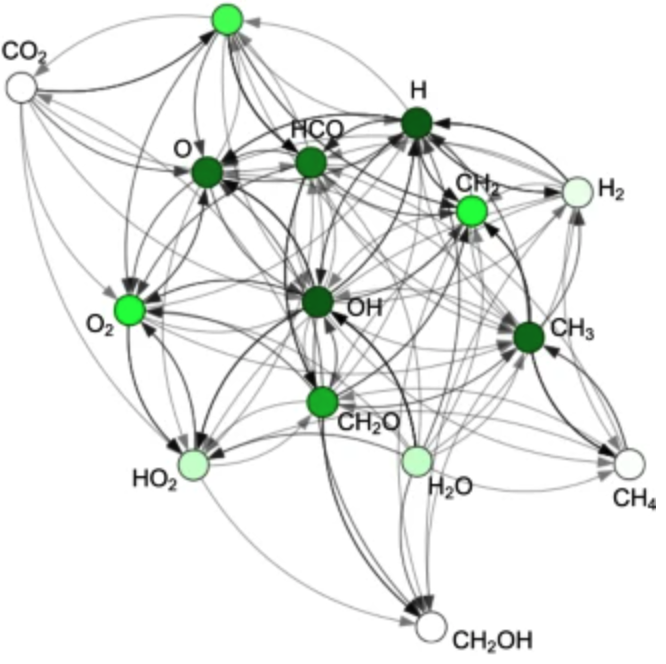 CO₂
H
HCO
O
CH₂
H₂
OH
O₂
CH₃
CH₂O
HO₂
H₂O
CH₄
CH₂OH